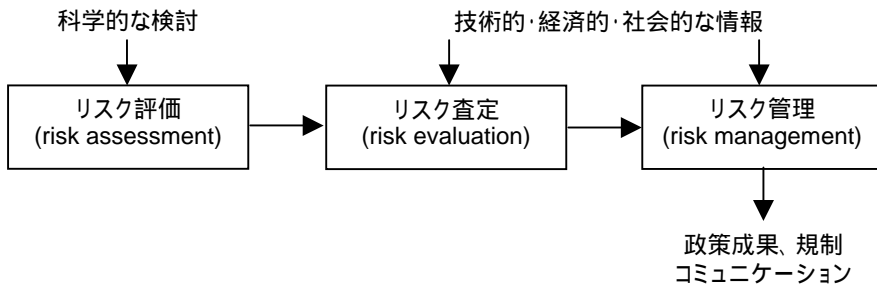 科学的な検討
技術的・経済的・社会的な情報
リスク評価
(risk assessment)
リスク査定
(risk evaluation)
リスク管理
(risk management)
政策成果、規制
コミュニケーション